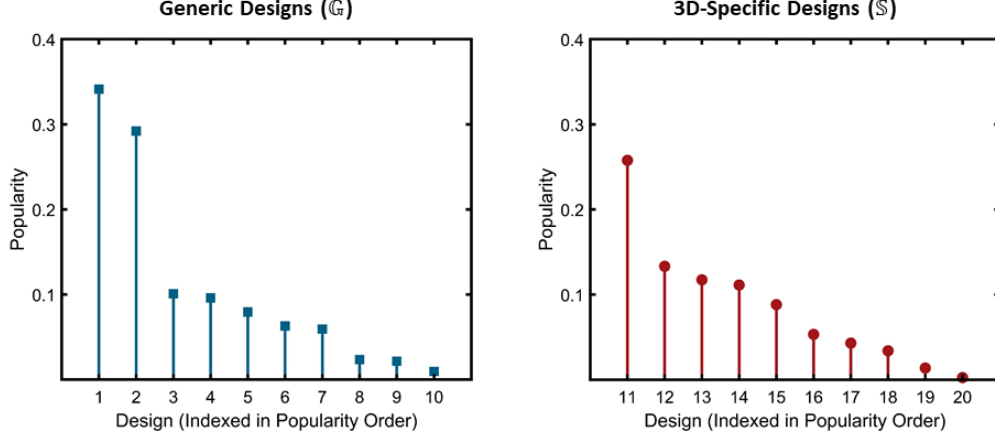 Generic Designs (𝔾)
0.4
0.3
0.2
0.1
Popularity
1 2 3 4 5 6 7 8 9 10
Design (Indexed in Popularity Order)
3D-Specific Designs (𝕊)
0.4
0.3
0.2
0.1
Popularity
11 12 13 14 15 16 17 18 19 20
Design (Indexed in Popularity Order)